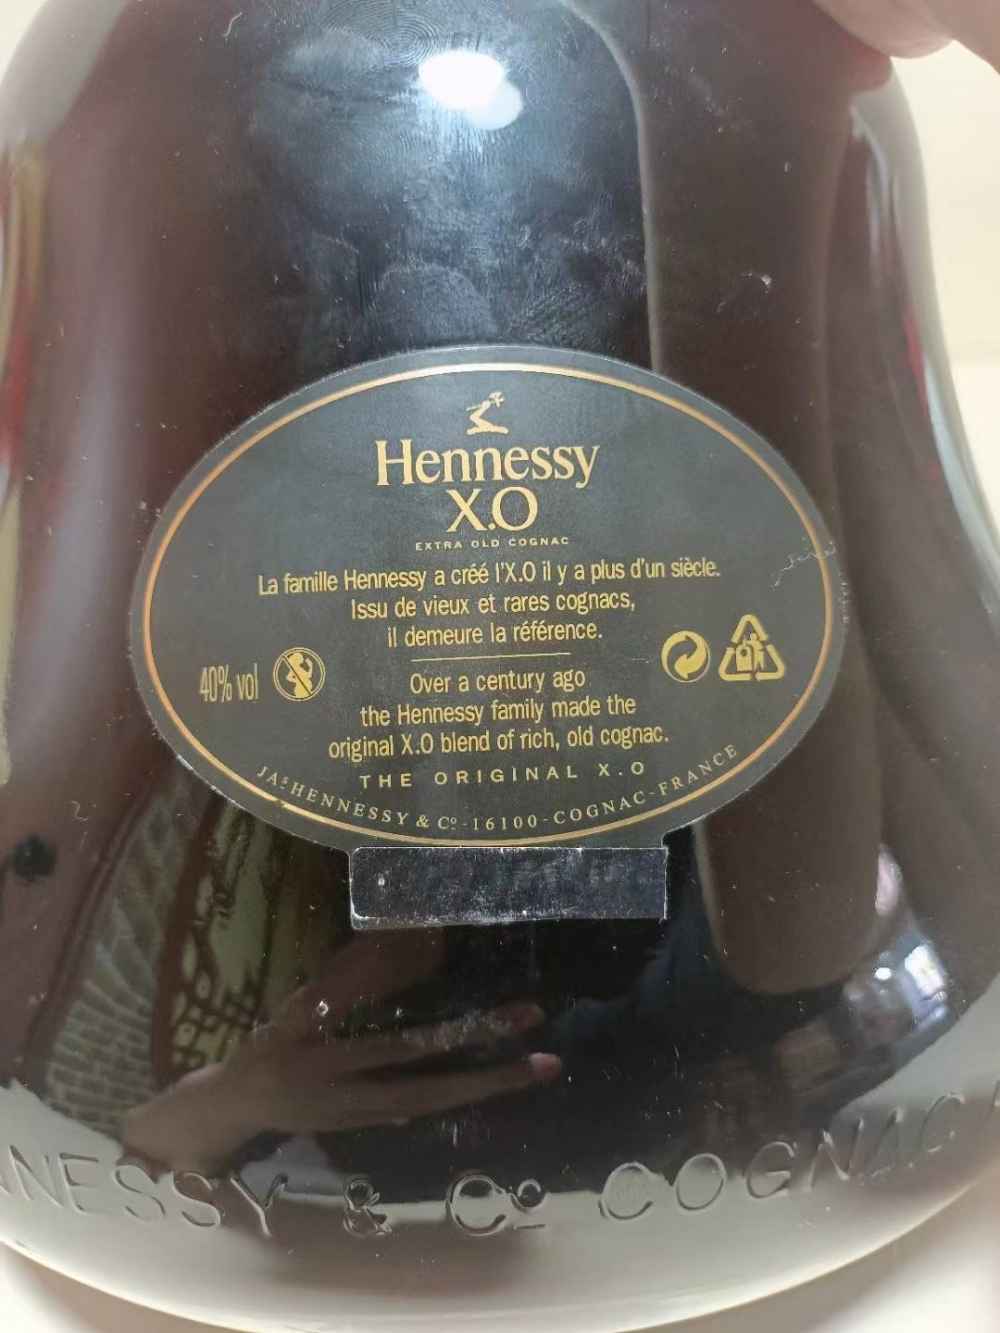 Hennessy
X.O
EXTRA OLD COGNAC
La famille Hennessy a créé l'X.O il y a plus d'un siècle.
Issu de vieux et rares cognacs,
il demeure la référence.
40% vol
Over a century ago
the Hennessy family made the
original X.O blend of rich, old cognac.
THE ORIGINAL X.O
JAS HENNESSY & Cº - 16100 - COGNAC - FRANCE
NNESSY & Cº COGNAC